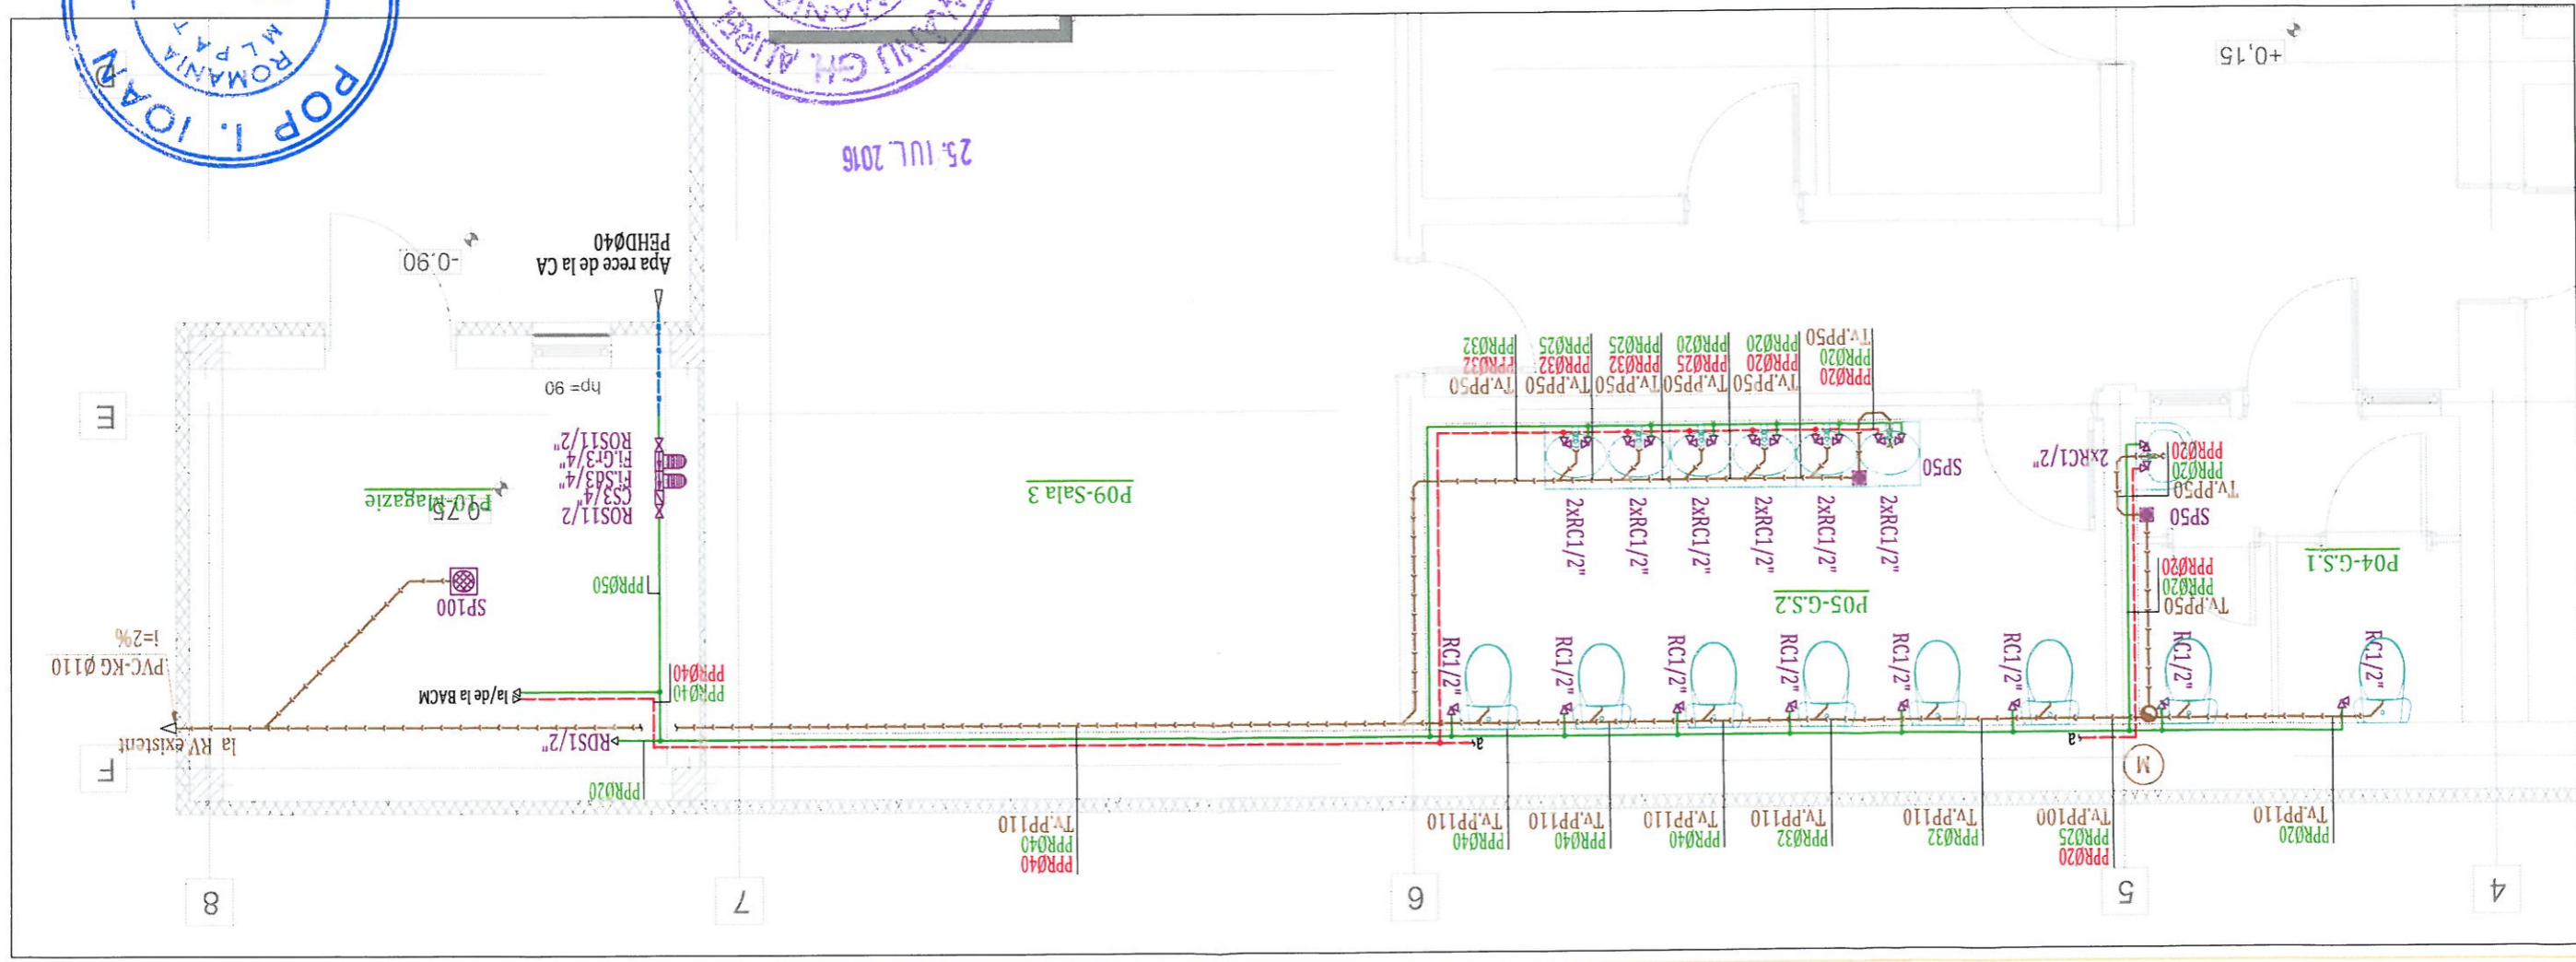 4
5
6
7
8
PPRØ20
Tv.PP110
PPRØ20
PPRØ25
Tv.PP100
PPRØ32
Tv.PP110
PPRØ32
Tv.PP110
PPRØ40
Tv.PP110
PPRØ40
Tv.PP110
PPRØ40
Tv.PP110
PPRØ40
PPRØ40
Tv.PP110
PPRØ20
F
M
a
a
RDS1/2"
la RV existent
la/de la BACM
PPRØ40
PPRØ40
PVC-KG Ø110
i=2%
RC1/2"
RC1/2"
RC1/2"
RC1/2"
RC1/2"
RC1/2"
RC1/2"
RC1/2"
Tv.PP50
PPRØ20
PPRØ20
P04-G.S.1
P05-G.S.2
PPRØ50
SP100
SP50
Tv.PP50
PPRØ20
PPRØ20
2xRC1/2"
2xRC1/2"
2xRC1/2"
2xRC1/2"
2xRC1/2"
2xRC1/2"
2xRC1/2"
SP50
P09-Sala 3
ROS11/2
CS3/4"
Fi.Sd3/4"
Fi.Gr3/4"
ROS11/2"
-0.75
P10-Magazie
E
PPRØ20
PPRØ20
Tv.PP50
Tv.PP50
PPRØ20
PPRØ20
Tv.PP50
PPRØ25
PPRØ20
Tv.PP50
PPRØ32
PPRØ25
Tv.PP50
PPRØ32
PPRØ25
Tv.PP50
PPRØ32
PPRØ32
hp= 90
Apa rece de la CA
PEHDØ40
-0.90
25. IUL. 2016
+0,15
GH. AUREL
POP I. IOAN
ROMANIA
MLPAT